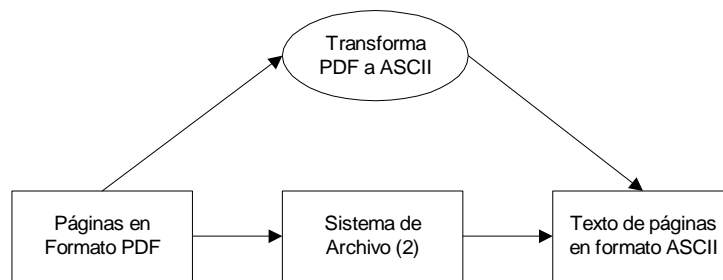 Transforma
PDF a ASCII
Páginas en
Formato PDF
Sistema de
Archivo (2)
Texto de páginas
en formato ASCII